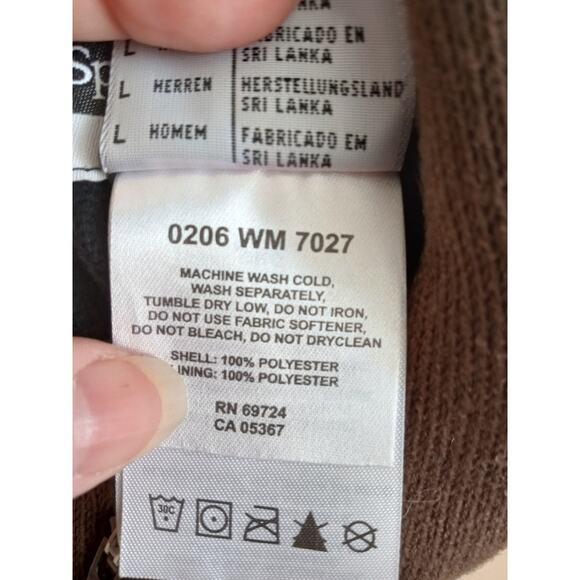 Sp
FABRICADO EN
SRI LANKA
L HERREN HERSTELLUNGSLAND
SRI LANKA
L HOMEM FABRICADO EM
SRI LANKA
0206 WM 7027
MACHINE WASH COLD,
WASH SEPARATELY,
TUMBLE DRY LOW, DO NOT IRON,
DO NOT USE FABRIC SOFTENER,
DO NOT BLEACH, DO NOT DRYCLEAN
SHELL: 100% POLYESTER
LINING: 100% POLYESTER
RN 69724
CA 05367
30C